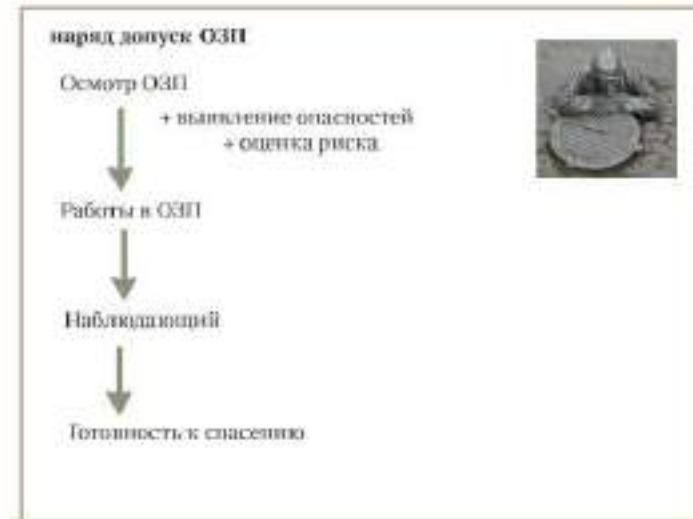 наряд допуск ОЗП
Осмотр ОЗП
+ выявление опасностей
+ оценка риска
Работы в ОЗП
Наблюдающий
Готовность к спасению